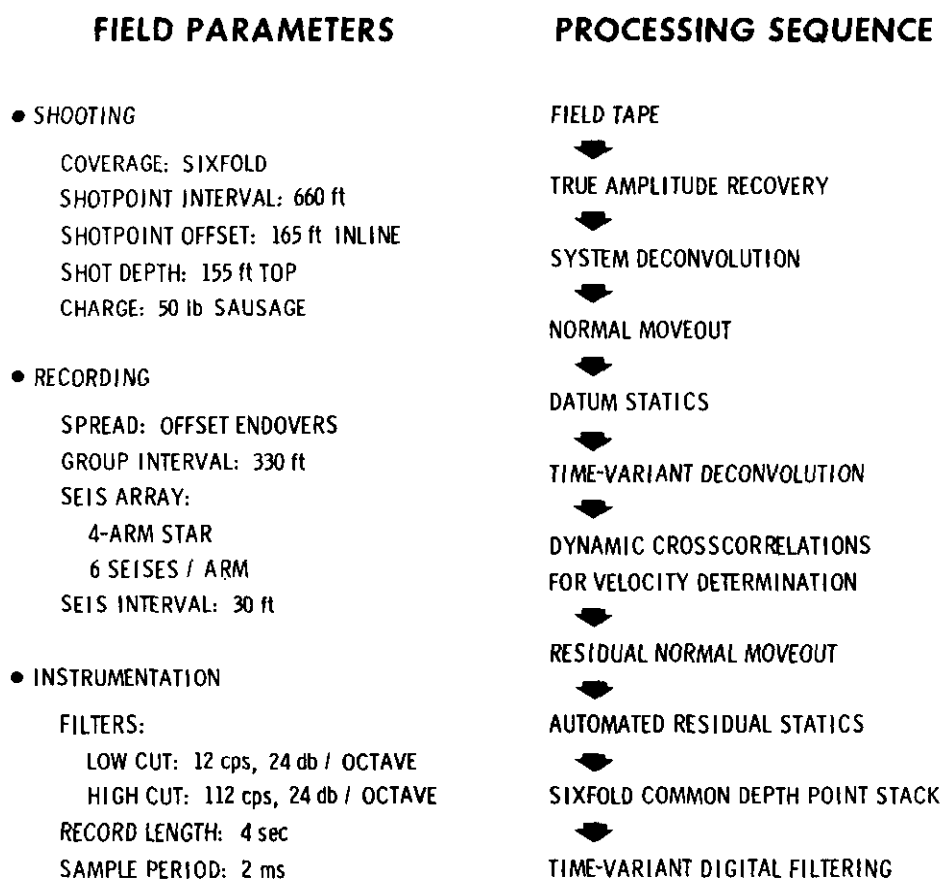 FIELD PARAMETERS
● SHOOTING
COVERAGE: SIXFOLD
SHOTPOINT INTERVAL: 660 ft
SHOTPOINT OFFSET: 165 ft INLINE
SHOT DEPTH: 155 ft TOP
CHARGE: 50 lb SAUSAGE
● RECORDING
SPREAD: OFFSET ENDOVERS
GROUP INTERVAL: 330 ft
SEIS ARRAY:
4-ARM STAR
6 SEISES / ARM
SEIS INTERVAL: 30 ft
● INSTRUMENTATION
FILTERS:
LOW CUT: 12 cps, 24 db / OCTAVE
HIGH CUT: 112 cps, 24 db / OCTAVE
RECORD LENGTH: 4 sec
SAMPLE PERIOD: 2 ms
PROCESSING SEQUENCE
FIELD TAPE
TRUE AMPLITUDE RECOVERY
SYSTEM DECONVOLUTION
NORMAL MOVEOUT
DATUM STATICS
TIME-VARIANT DECONVOLUTION
DYNAMIC CROSSCORRELATIONS
FOR VELOCITY DETERMINATION
RESIDUAL NORMAL MOVEOUT
AUTOMATED RESIDUAL STATICS
SIXFOLD COMMON DEPTH POINT STACK
TIME-VARIANT DIGITAL FILTERING